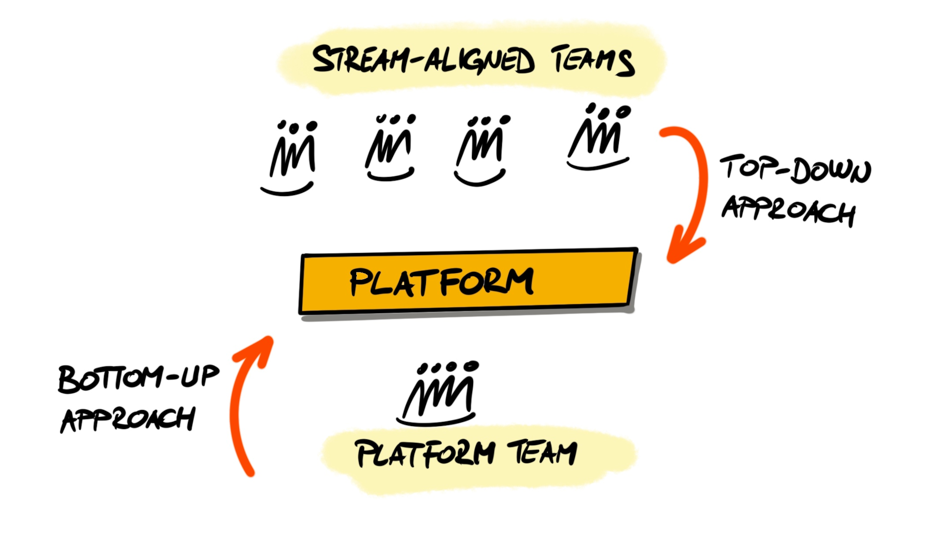 STREAM-ALIGNED TEAMS
TOP-DOWN
APPROACH
PLATFORM
BOTTOM-UP
APPROACH
PLATFORM TEAM